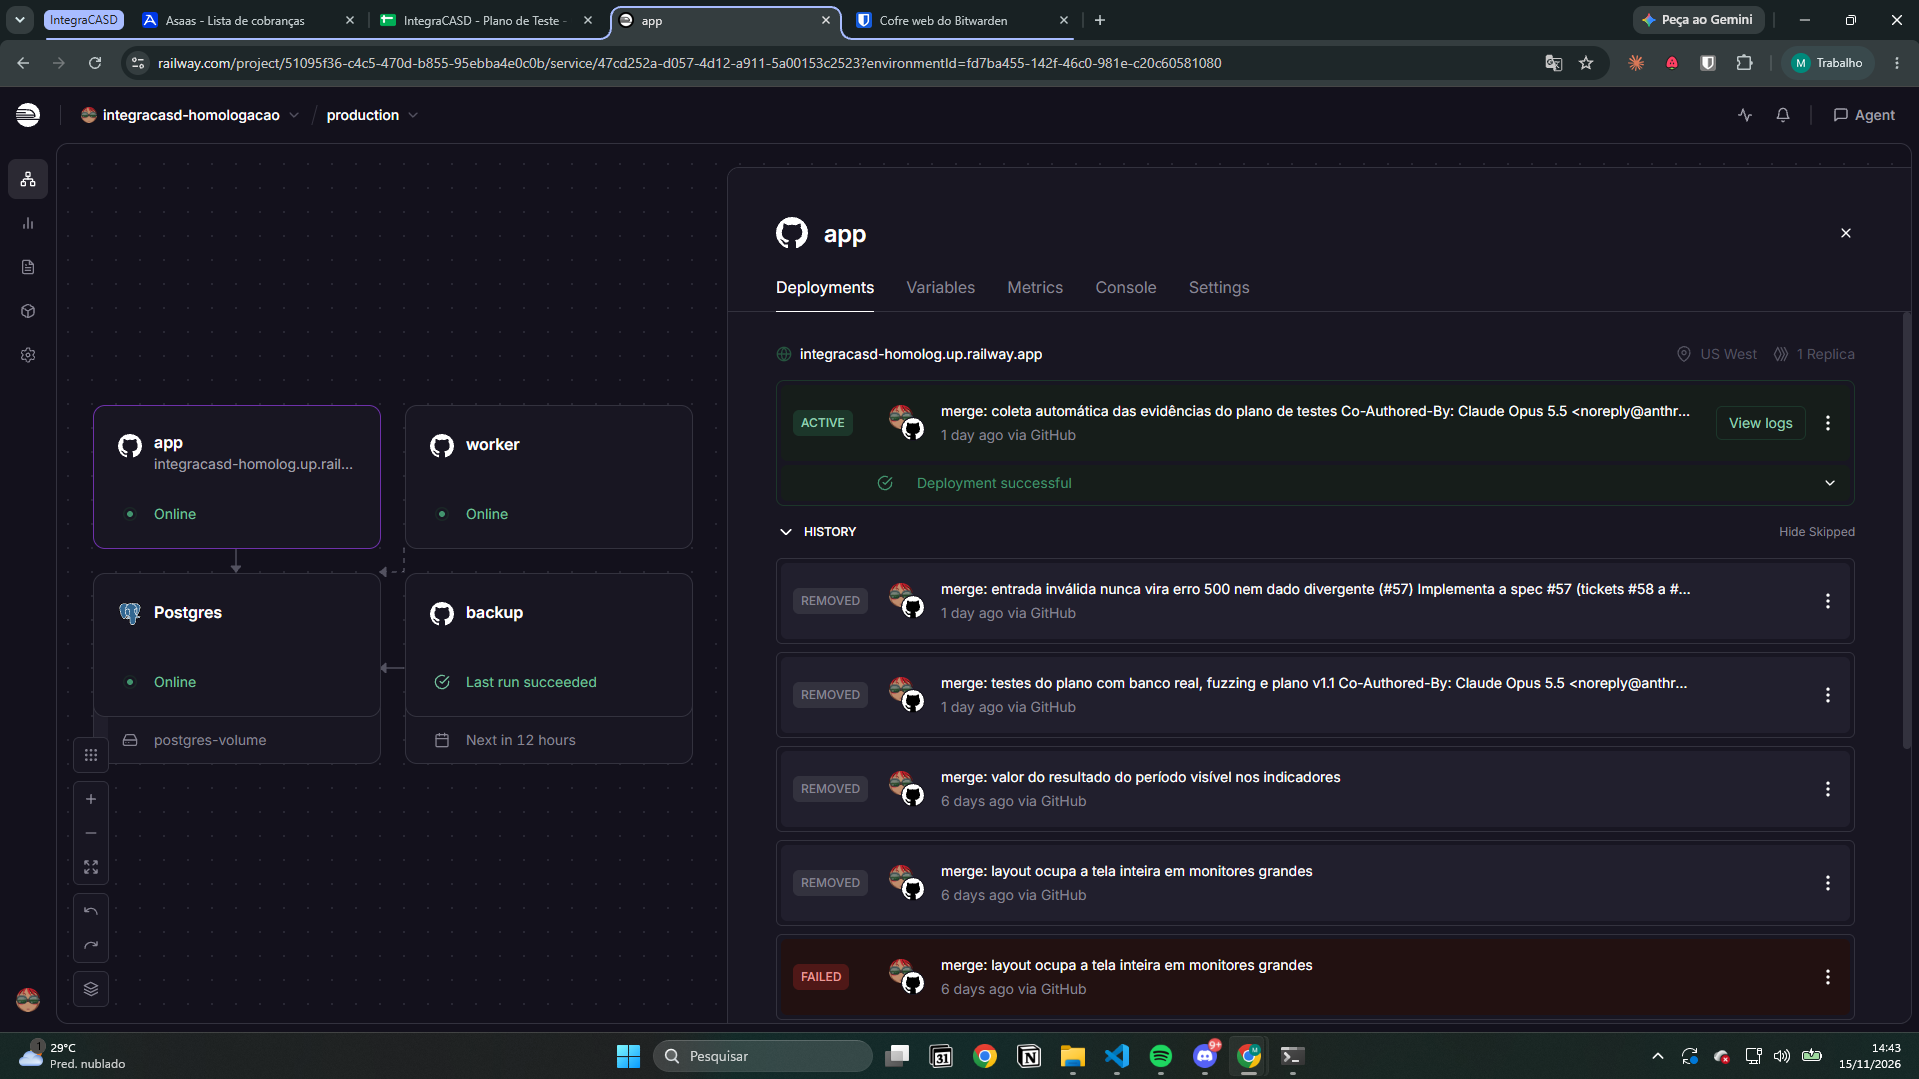 IntegraCASD
Asaas - Lista de cobranças
IntegraCASD - Plano de Teste -
app
Cofre web do Bitwarden
Peça ao Gemini
railway.com/project/51095f36-c4c5-470d-b855-95ebba4e0c0b/service/47cd252a-d057-4d12-a911-5a00153c2523?environmentId=fd7ba455-142f-46c0-981e-c20c60581080
M
Trabalho
integracasd-homologacao
/
production
Agent
app
integracasd-homolog.up.rail...
Online
worker
Online
Postgres
Online
postgres-volume
backup
Last run succeeded
Next in 12 hours
app
Deployments
Variables
Metrics
Console
Settings
integracasd-homolog.up.railway.app
US West
1 Replica
ACTIVE
merge: coleta automática das evidências do plano de testes Co-Authored-By: Claude Opus 5.5 <noreply@anthr...
1 day ago via GitHub
View logs
Deployment successful
HISTORY
Hide Skipped
REMOVED
merge: entrada inválida nunca vira erro 500 nem dado divergente (#57) Implementa a spec #57 (tickets #58 a #...
1 day ago via GitHub
REMOVED
merge: testes do plano com banco real, fuzzing e plano v1.1 Co-Authored-By: Claude Opus 5.5 <noreply@anthr...
1 day ago via GitHub
REMOVED
merge: valor do resultado do período visível nos indicadores
6 days ago via GitHub
REMOVED
merge: layout ocupa a tela inteira em monitores grandes
6 days ago via GitHub
FAILED
merge: layout ocupa a tela inteira em monitores grandes
6 days ago via GitHub
1
29°C
Pred. nublado
Pesquisar
31
9+
14:43
15/11/2026